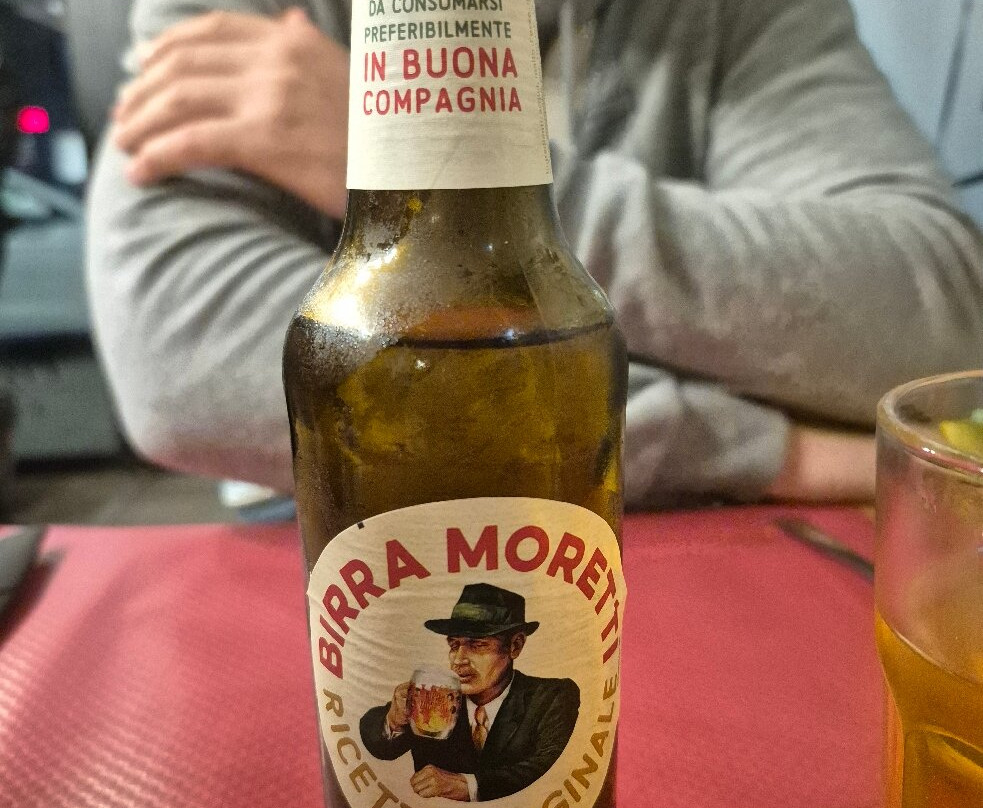 DA CONSUMARSI
PREFERIBILMENTE
IN BUONA
COMPAGNIA
BIRRA MORETTI